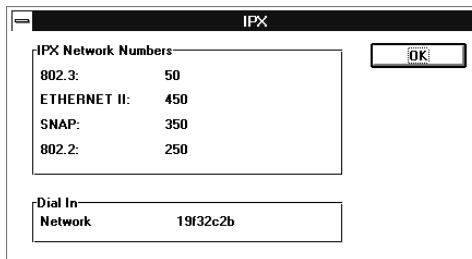 IPX
IPX Network Numbers
OK
802.3: 50
ETHERNET II: 450
SNAP: 350
802.2: 250
Dial In
Network 19f32c2b